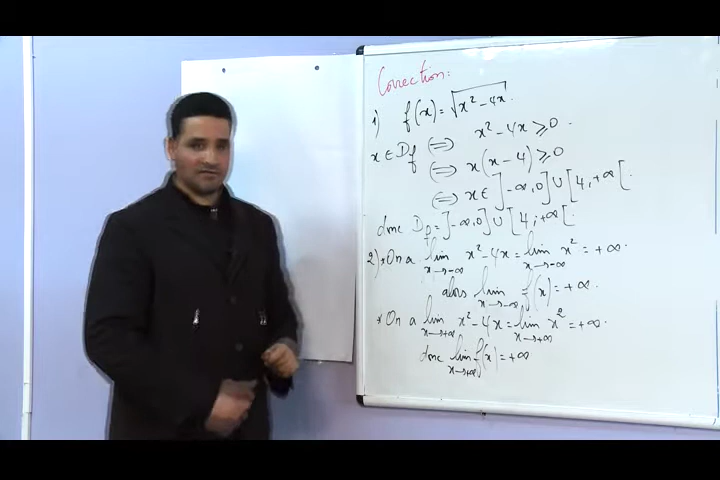 Correction:
1) f(x) = √(x² - 4x).
x ∈ Df ⟺ x² - 4x ⩾ 0.
⟺ x(x - 4) ⩾ 0
⟺ x ∈ ]-∞, 0] ∪ [4, +∞[.
donc Df = ]-∞, 0] ∪ [4, +∞[.
2) * On a lim x→-∞ x² - 4x = lim x→-∞ x² = +∞.
alors lim x→-∞ f(x) = +∞.
* On a lim x→+∞ x² - 4x = lim x→+∞ x² = +∞.
donc lim x→+∞ f(x) = +∞